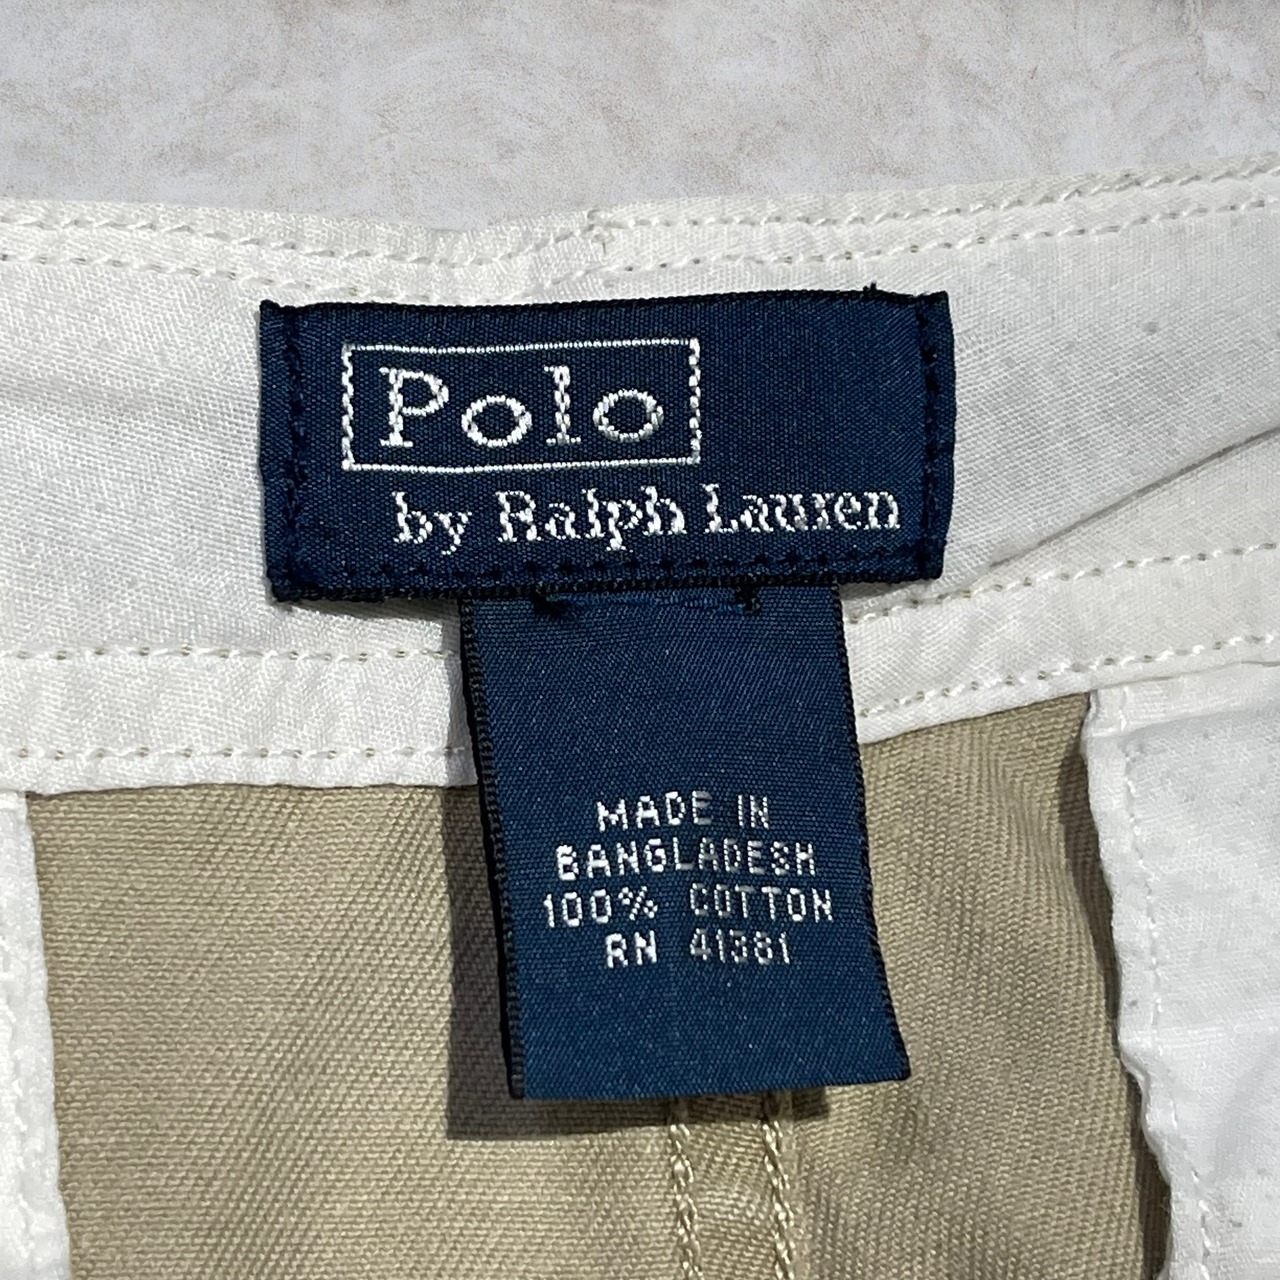 Polo
by Ralph Lauren
MADE IN
BANGLADESH
100% COTTON
RN 41381